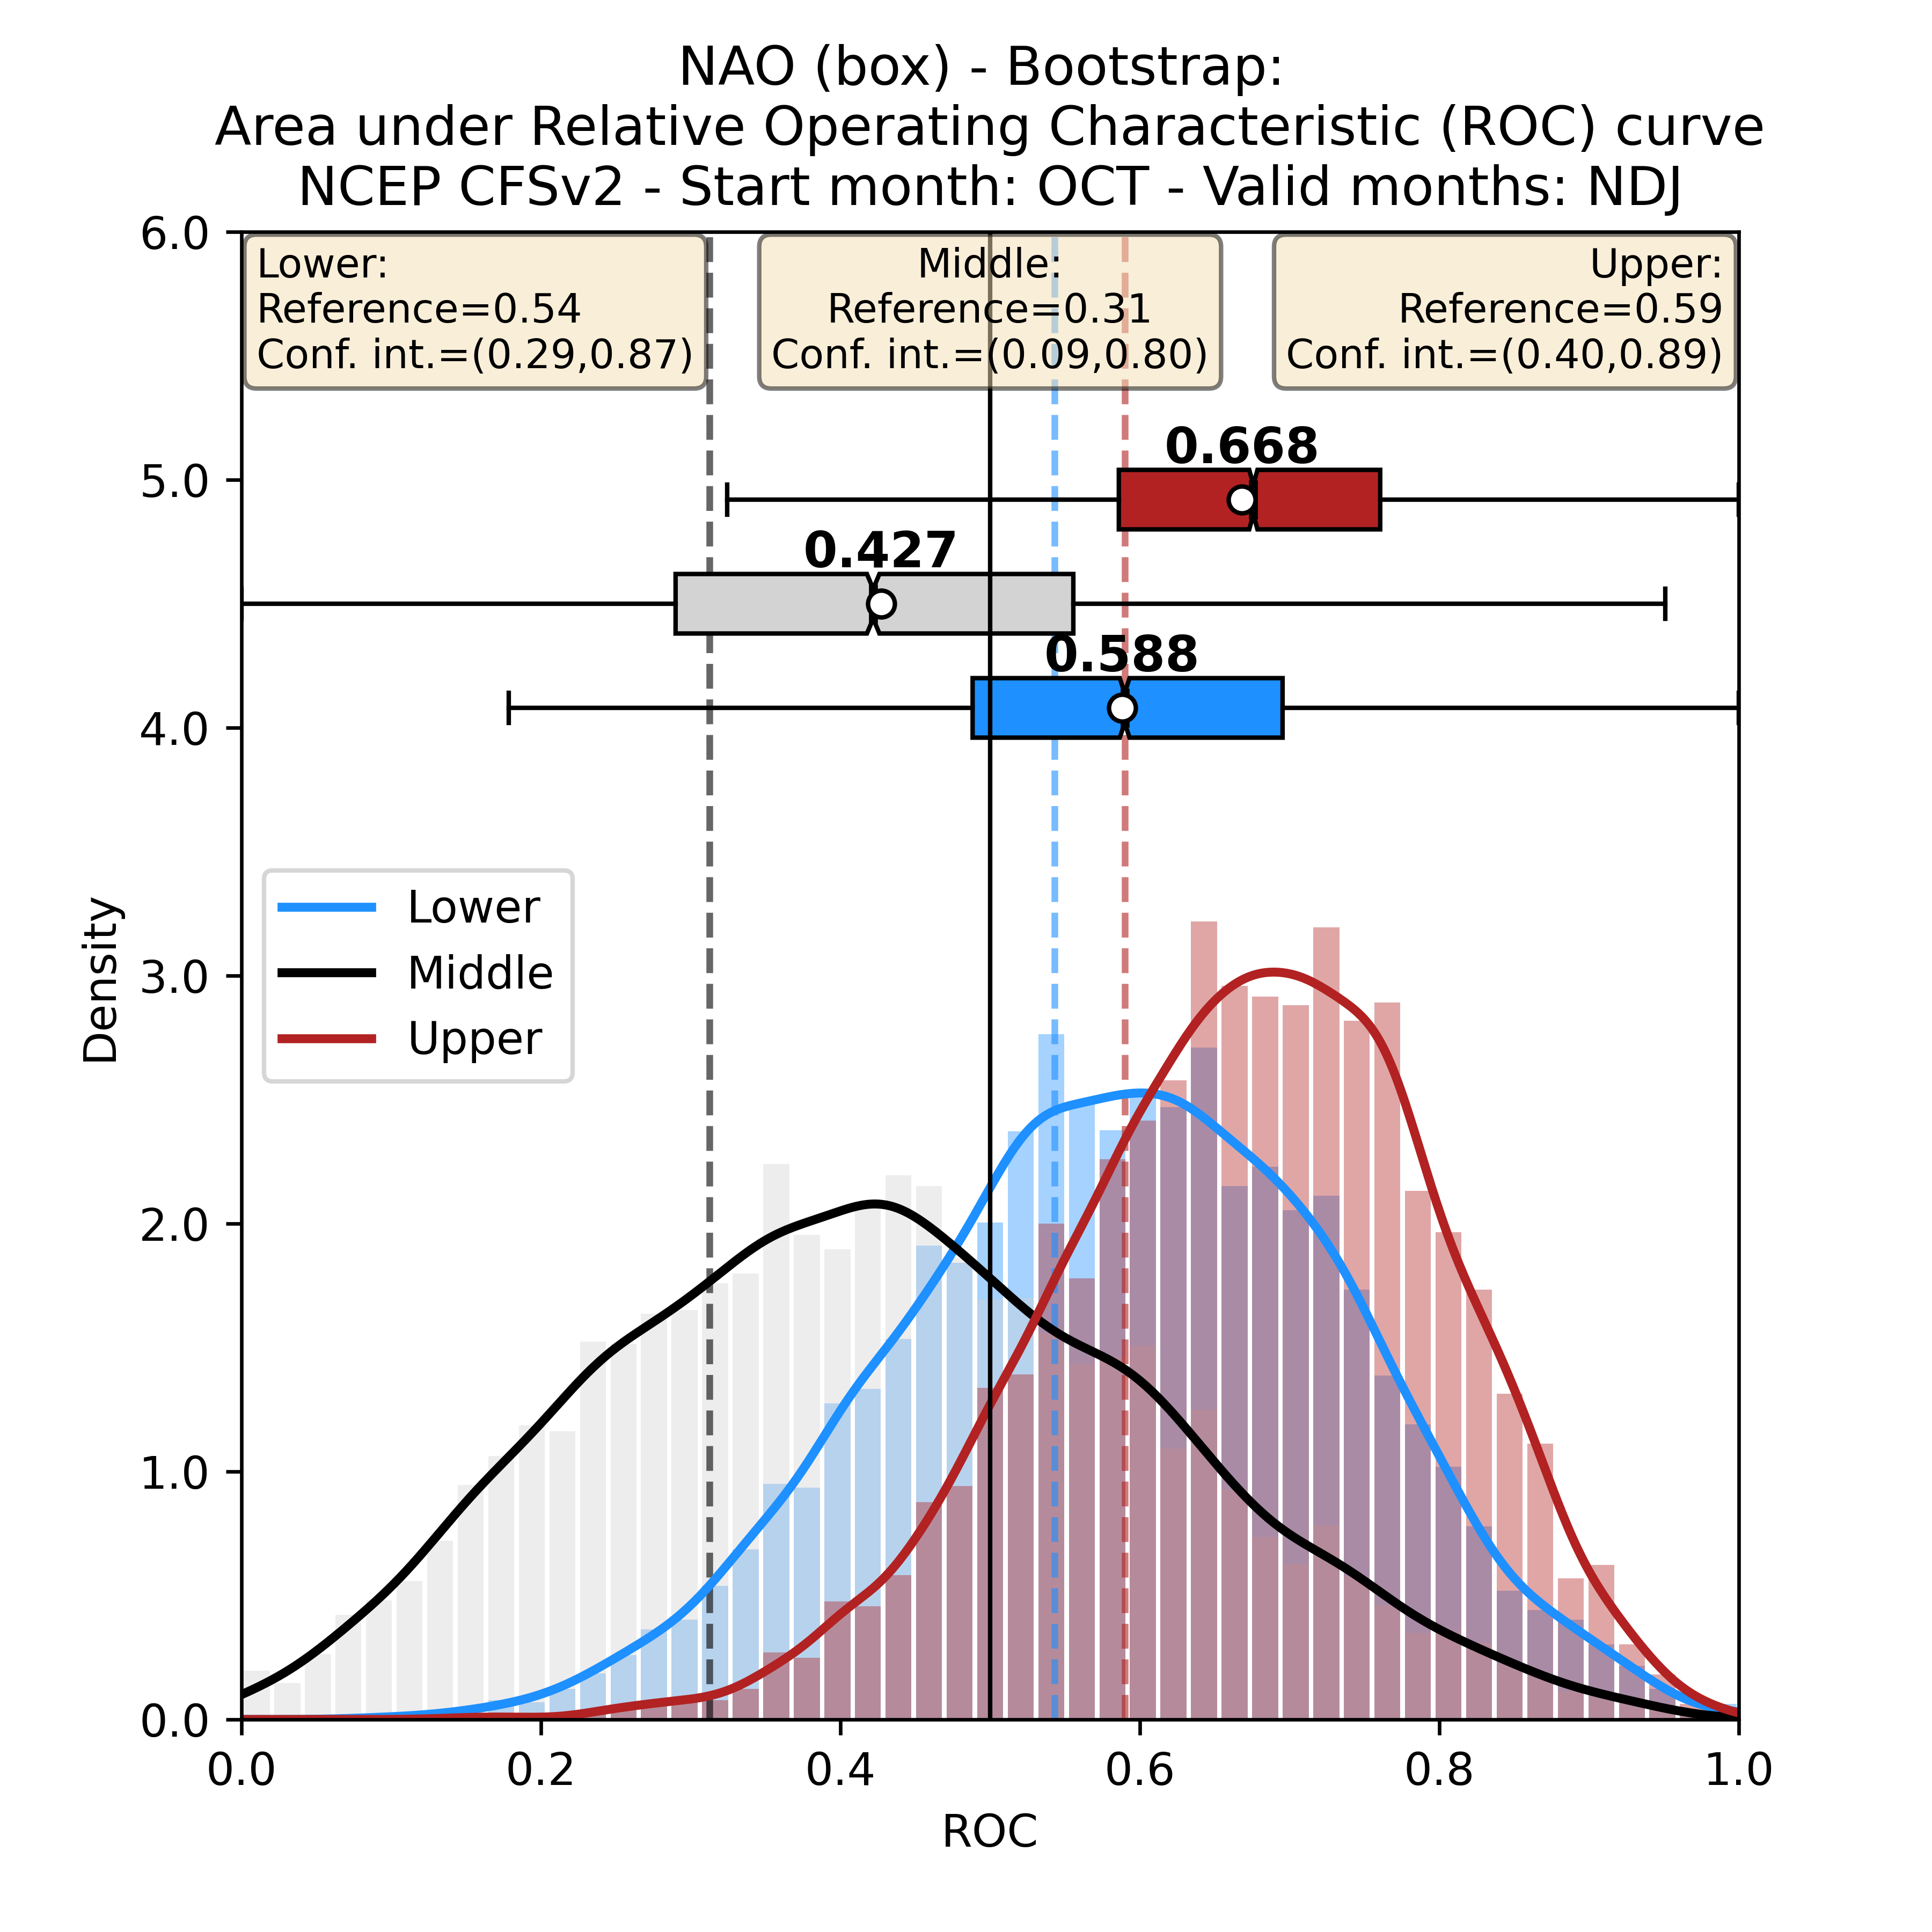 NAO (box) - Bootstrap:
Area under Relative Operating Characteristic (ROC) curve
NCEP CFSv2 - Start month: OCT - Valid months: NDJ
Lower:
Reference=0.54
Conf. int.=(0.29,0.87)
Middle:
Reference=0.31
Conf. int.=(0.09,0.80)
Upper:
Reference=0.59
Conf. int.=(0.40,0.89)
0.668
0.427
0.588
6.0
5.0
4.0
3.0
2.0
1.0
0.0
Density
Lower
Middle
Upper
0.0 0.2 0.4 0.6 0.8 1.0
ROC